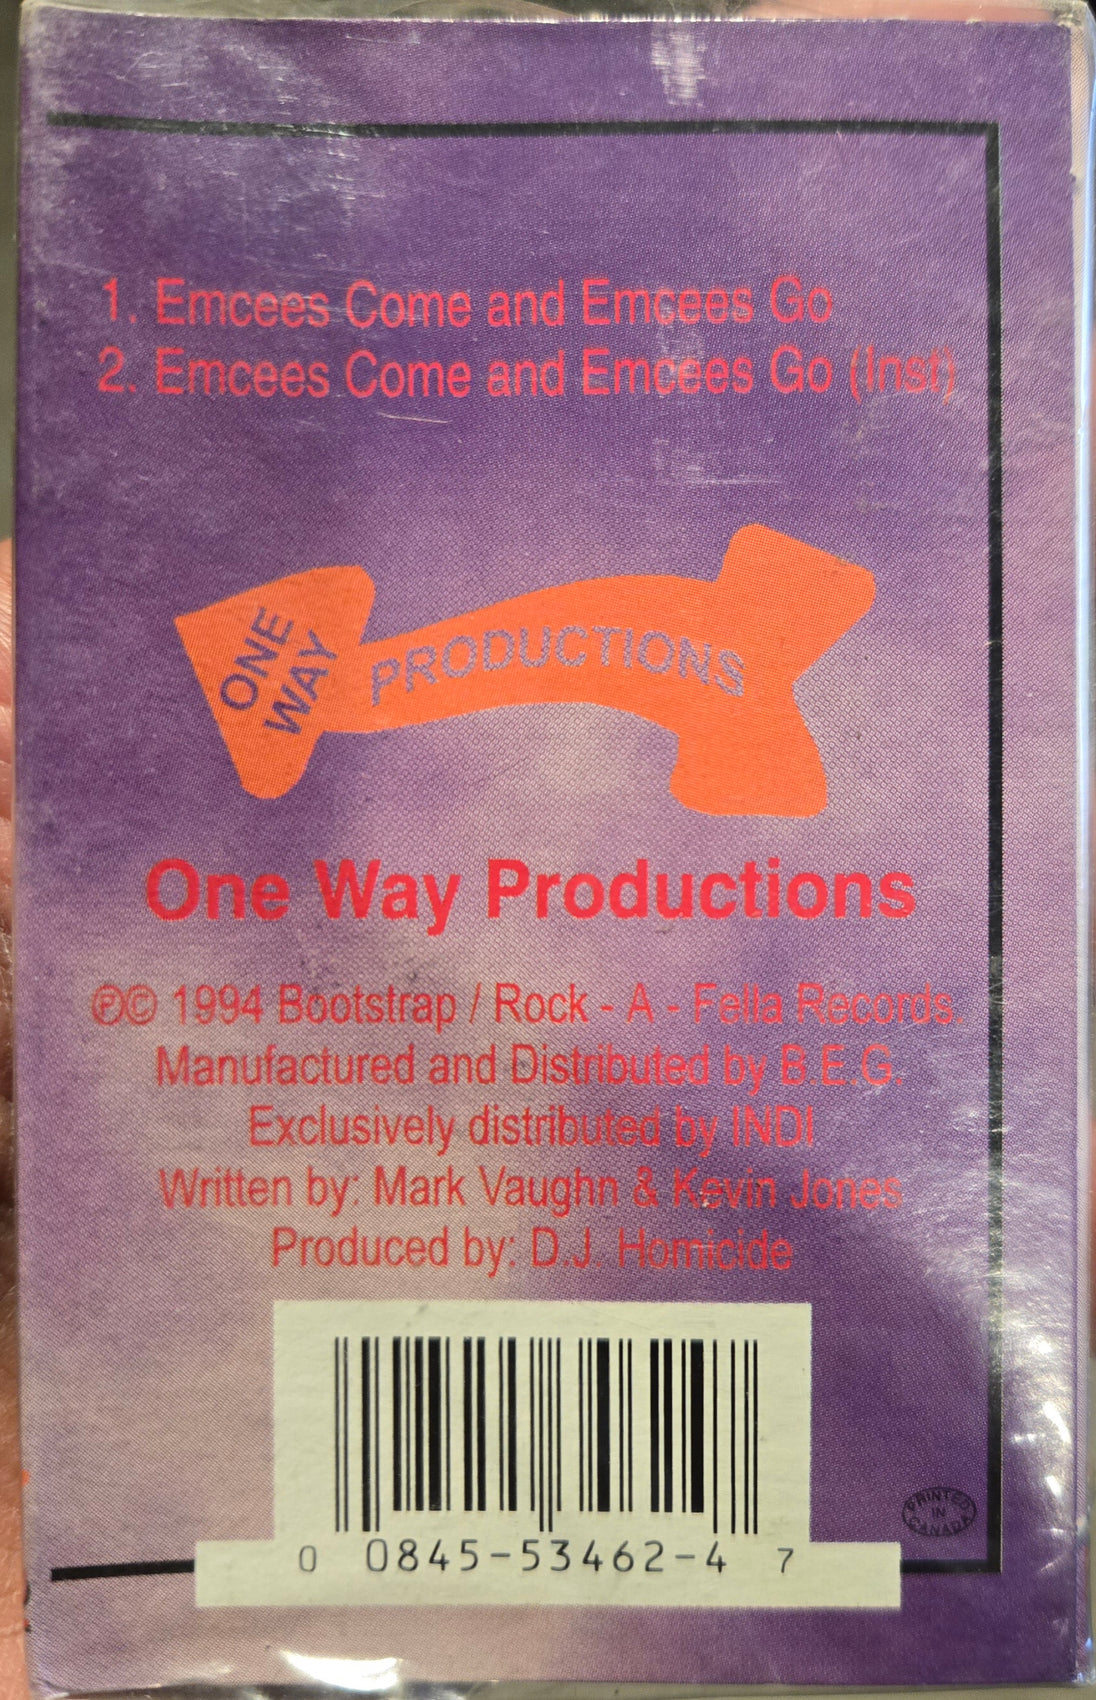 1. Emcees Come and Emcees Go
2. Emcees Come and Emcees Go (Inst)
ONE
WAY
PRODUCTIONS
One Way Productions
℗© 1994 Bootstrap / Rock - A - Fella Records.
Manufactured and Distributed by B.E.G.
Exclusively distributed by INDI
Written by: Mark Vaughn & Kevin Jones
Produced by: D.J. Homicide
PRINTED
IN
CANADA
0 0845-53462-4 7